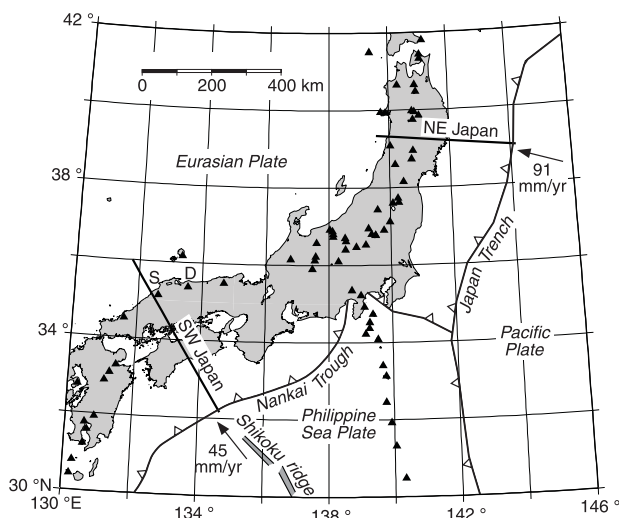 42 °
0 200 400 km
NE Japan
Eurasian Plate
91
mm/yr
38 °
Japan Trench
S D
SW Japan
34 °
Pacific
Plate
Nankai Trough
Philippine
Sea Plate
Shikoku ridge
45
mm/yr
30 °N
130 °E 134 ° 138 ° 142 ° 146 °